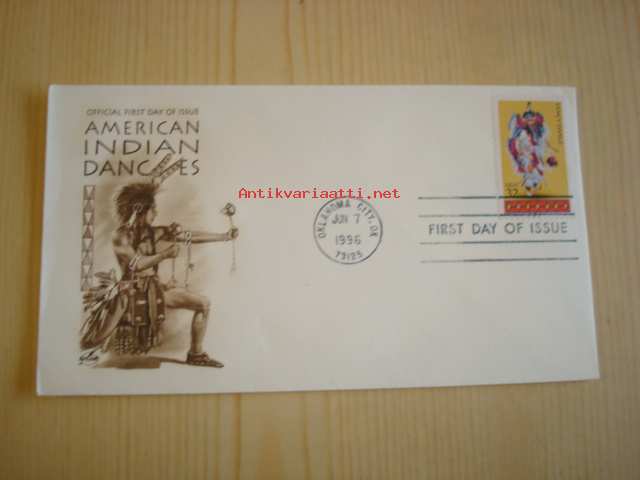 OFFICIAL FIRST DAY OF ISSUE
AMERICAN
INDIAN
DANCES
Antikvariaatti.net
OKLAHOMA CITY, OK
JUN 7
1996
73125
FIRST DAY OF ISSUE
32